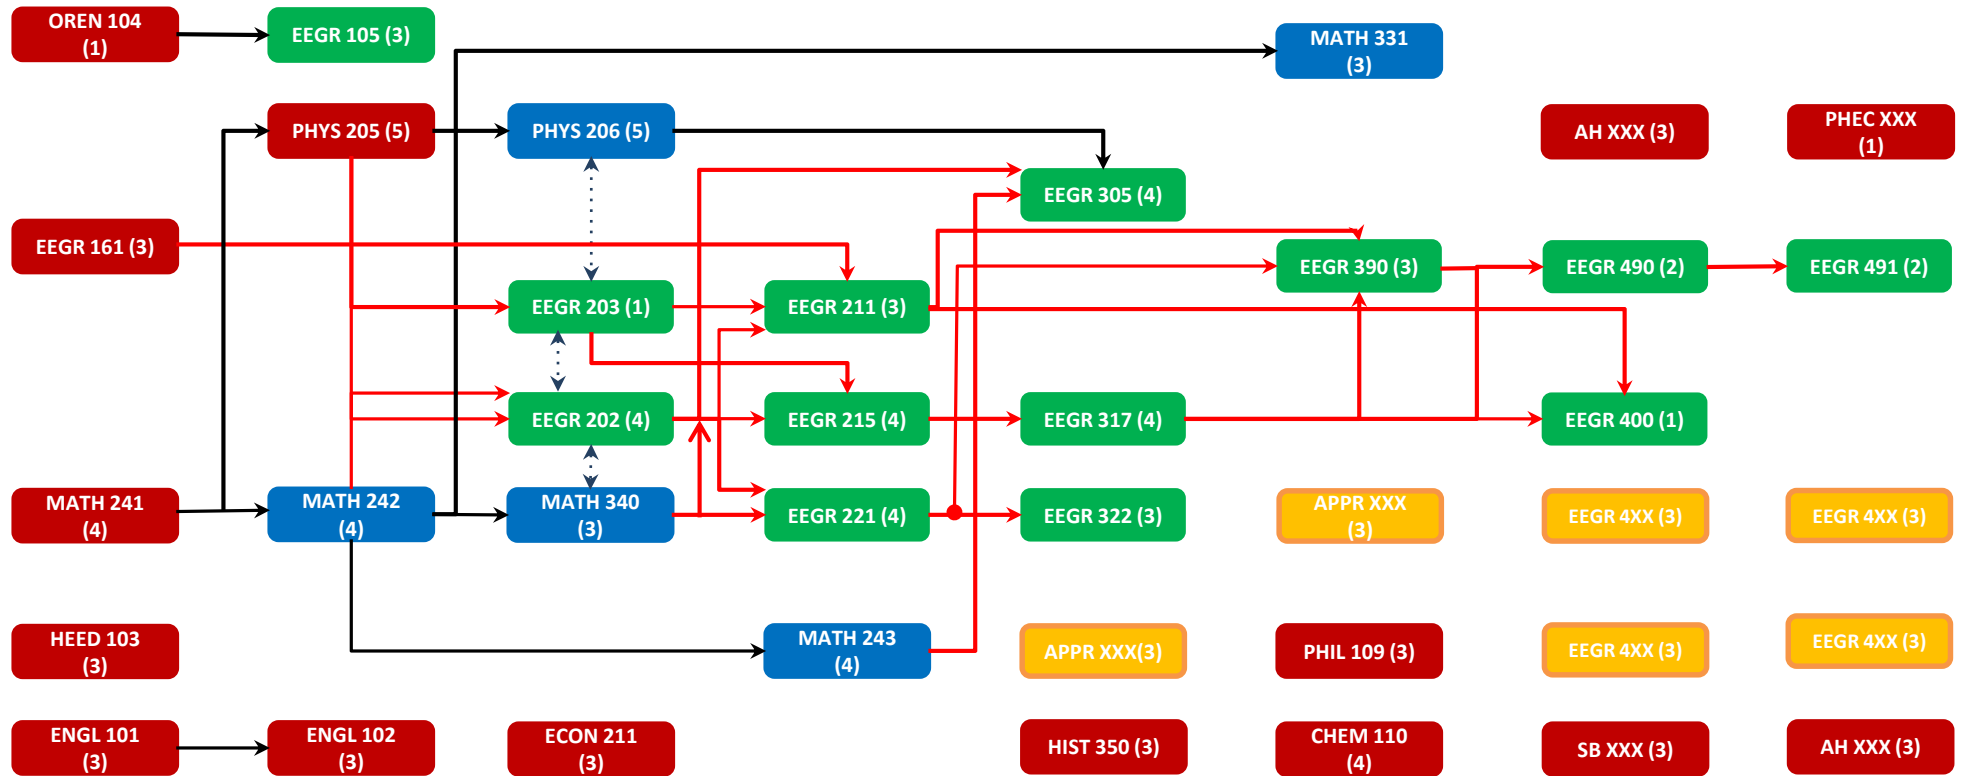 OREN 104
(1)
EEGR 105 (3)
MATH 331
(3)
PHYS 205 (5)
PHYS 206 (5)
AH XXX (3)
PHEC XXX
(1)
EEGR 305 (4)
EEGR 161 (3)
EEGR 390 (3)
EEGR 490 (2)
EEGR 491 (2)
EEGR 203 (1)
EEGR 211 (3)
EEGR 202 (4)
EEGR 215 (4)
EEGR 317 (4)
EEGR 400 (1)
MATH 241
(4)
MATH 242
(4)
MATH 340
(3)
EEGR 221 (4)
EEGR 322 (3)
APPR XXX
(3)
EEGR 4XX (3)
EEGR 4XX (3)
HEED 103
(3)
MATH 243
(4)
APPR XXX(3)
PHIL 109 (3)
EEGR 4XX (3)
EEGR 4XX (3)
ENGL 101
(3)
ENGL 102
(3)
ECON 211
(3)
HIST 350 (3)
CHEM 110
(4)
SB XXX (3)
AH XXX (3)